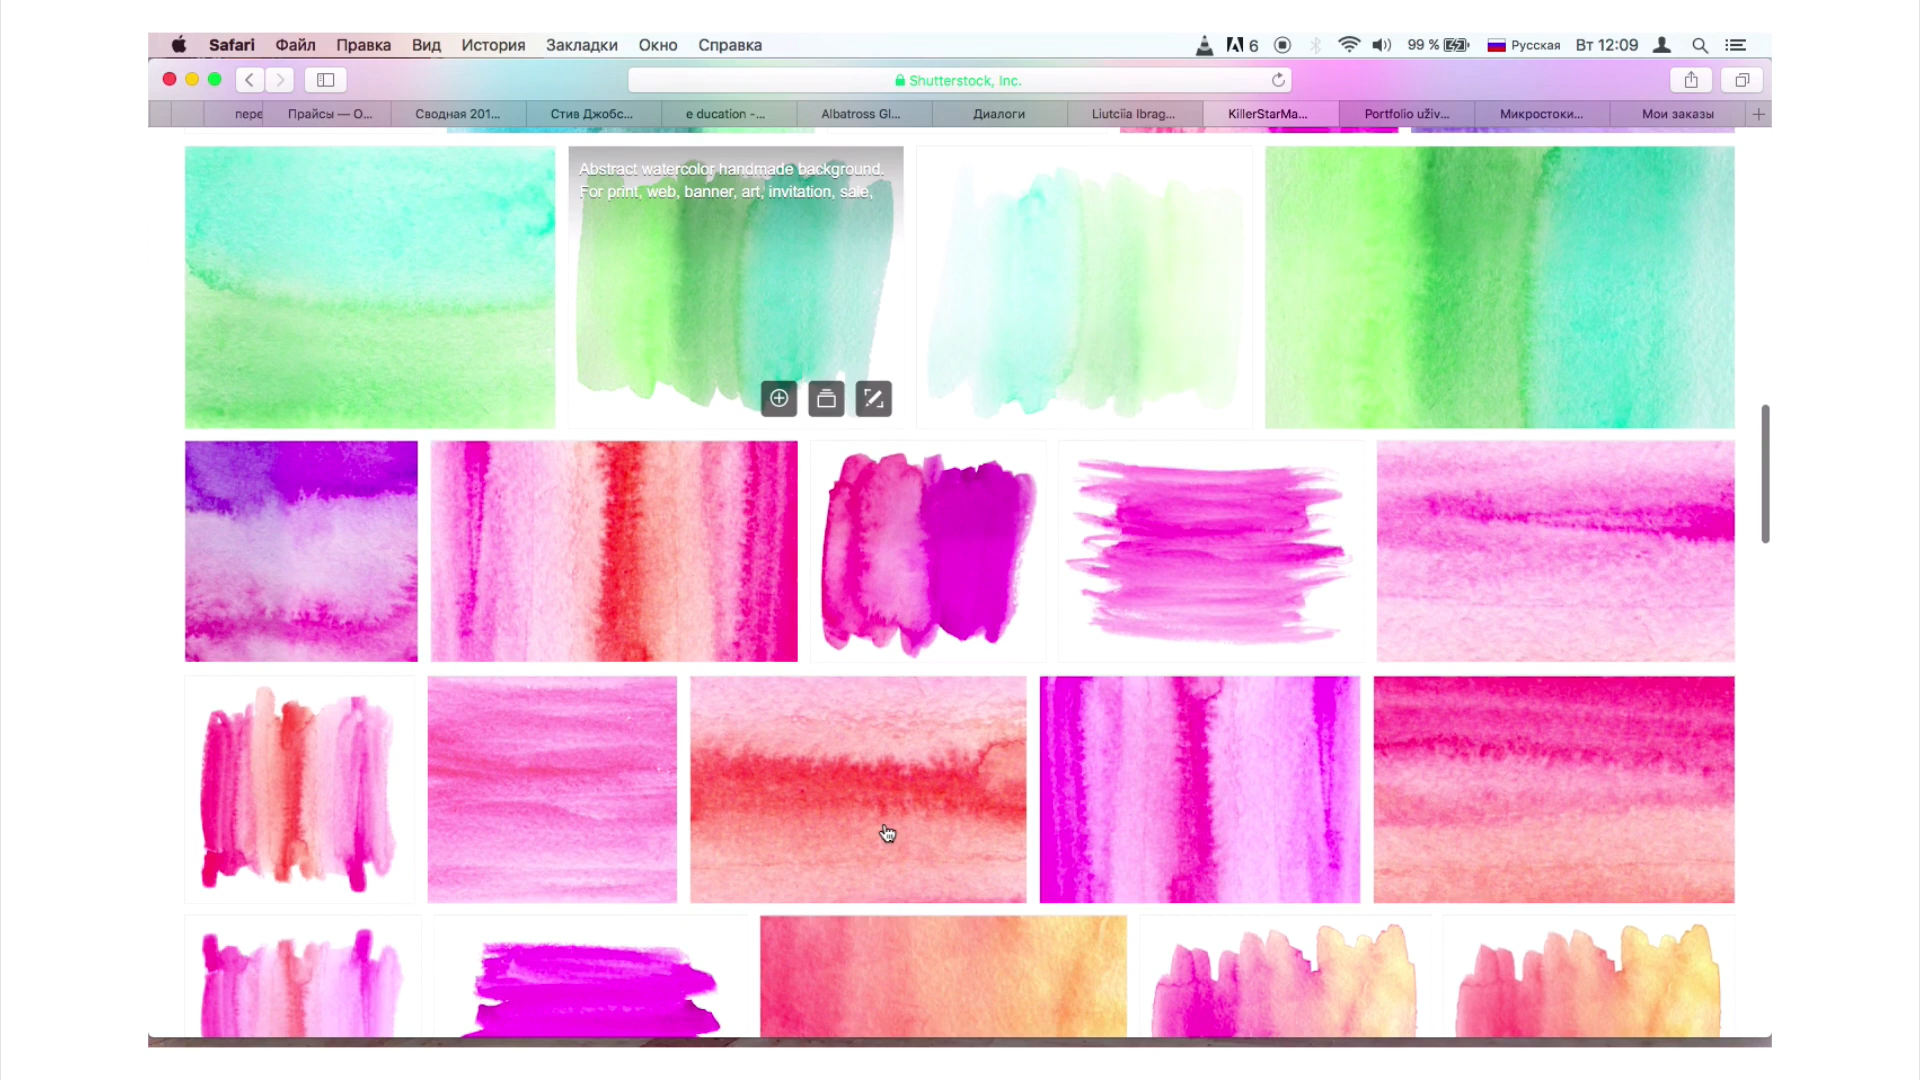 Safari Файл Правка Вид История Закладки Окно Справка 6 99 % Русская Вт 12:09
Shutterstock, Inc.
пере Прайсы — О... Сводная 201... Стив Джобс... e ducation -... Albatross Gl... Диалоги Liutciia Ibrag... KillerStarMa... Portfolio uživ... Микростоки... Мои заказы
Abstract watercolor handmade background.
For print, web, banner, art, invitation, sale,